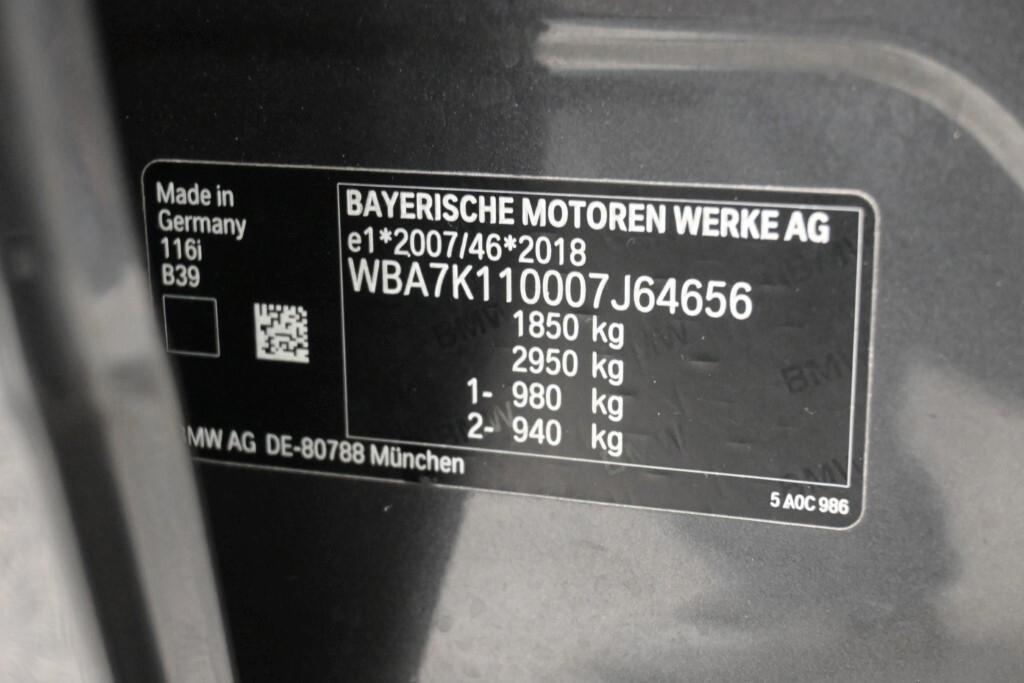 Made in
Germany
116i
B39
BAYERISCHE MOTOREN WERKE AG
e1*2007/46*2018
WBA7K110007J64656
1850 kg
2950 kg
1- 980 kg
2- 940 kg
MW AG DE-80788 München
5 A0C 986